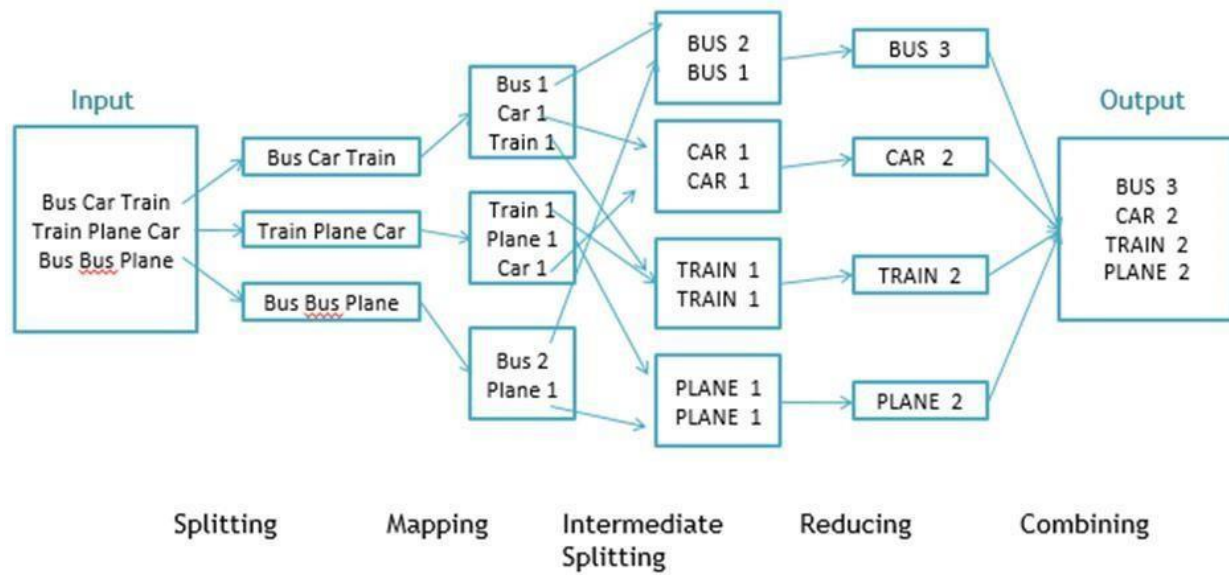 Input
Bus Car Train
Train Plane Car
Bus Bus Plane
Bus Car Train
Train Plane Car
Bus Bus Plane
Bus 1
Car 1
Train 1
Train 1
Plane 1
Car 1
Bus 2
Plane 1
BUS 2
BUS 1
CAR 1
CAR 1
TRAIN 1
TRAIN 1
PLANE 1
PLANE 1
BUS 3
CAR 2
TRAIN 2
PLANE 2
Output
BUS 3
CAR 2
TRAIN 2
PLANE 2
Splitting
Mapping
Intermediate
Splitting
Reducing
Combining